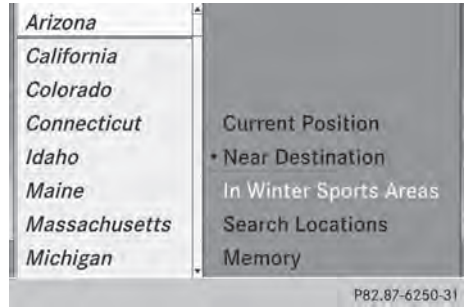 Arizona
California
Colorado
Connecticut
Idaho
Maine
Massachusetts
Michigan
Current Position
Near Destination
In Winter Sports Areas
Search Locations
Memory
P82.87-6250-31